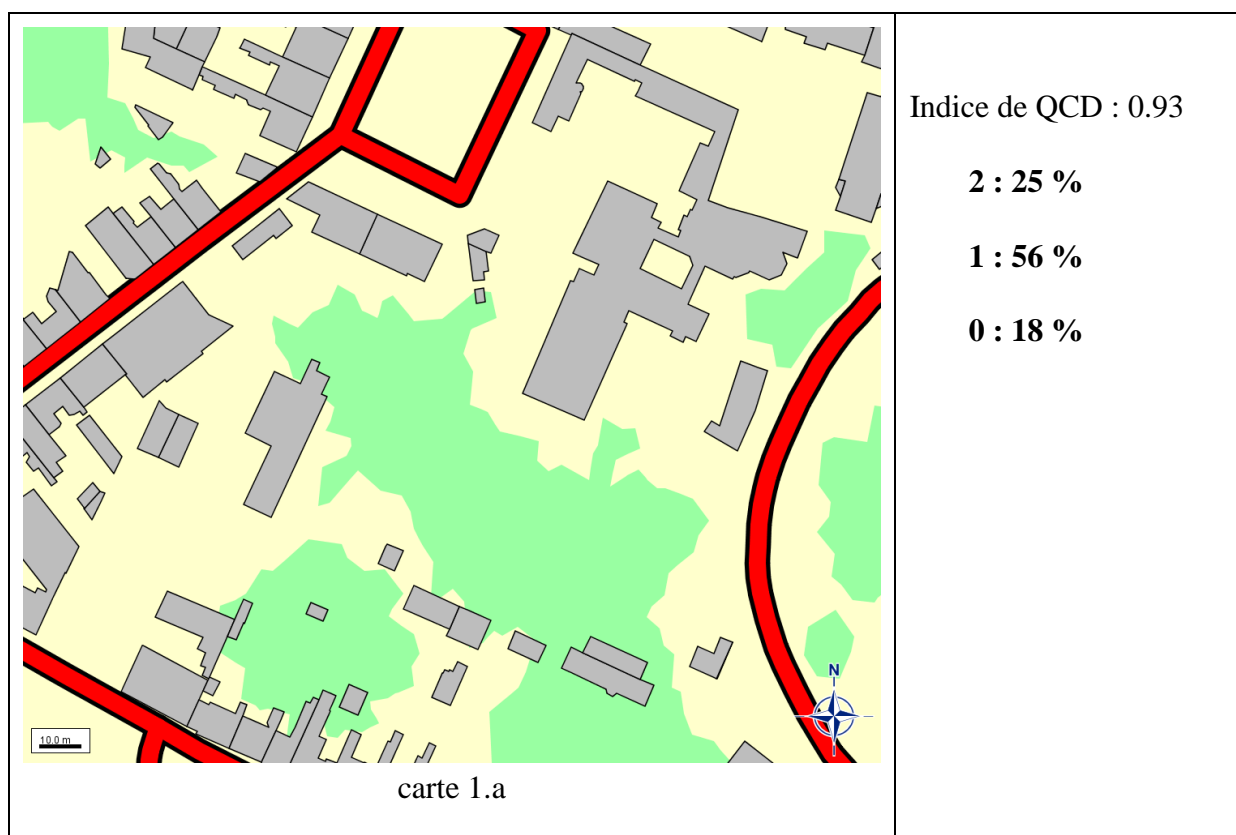 Indice de QCD : 0.93
2 : 25 %
1 : 56 %
0 : 18 %
N
10.0 m
carte 1.a